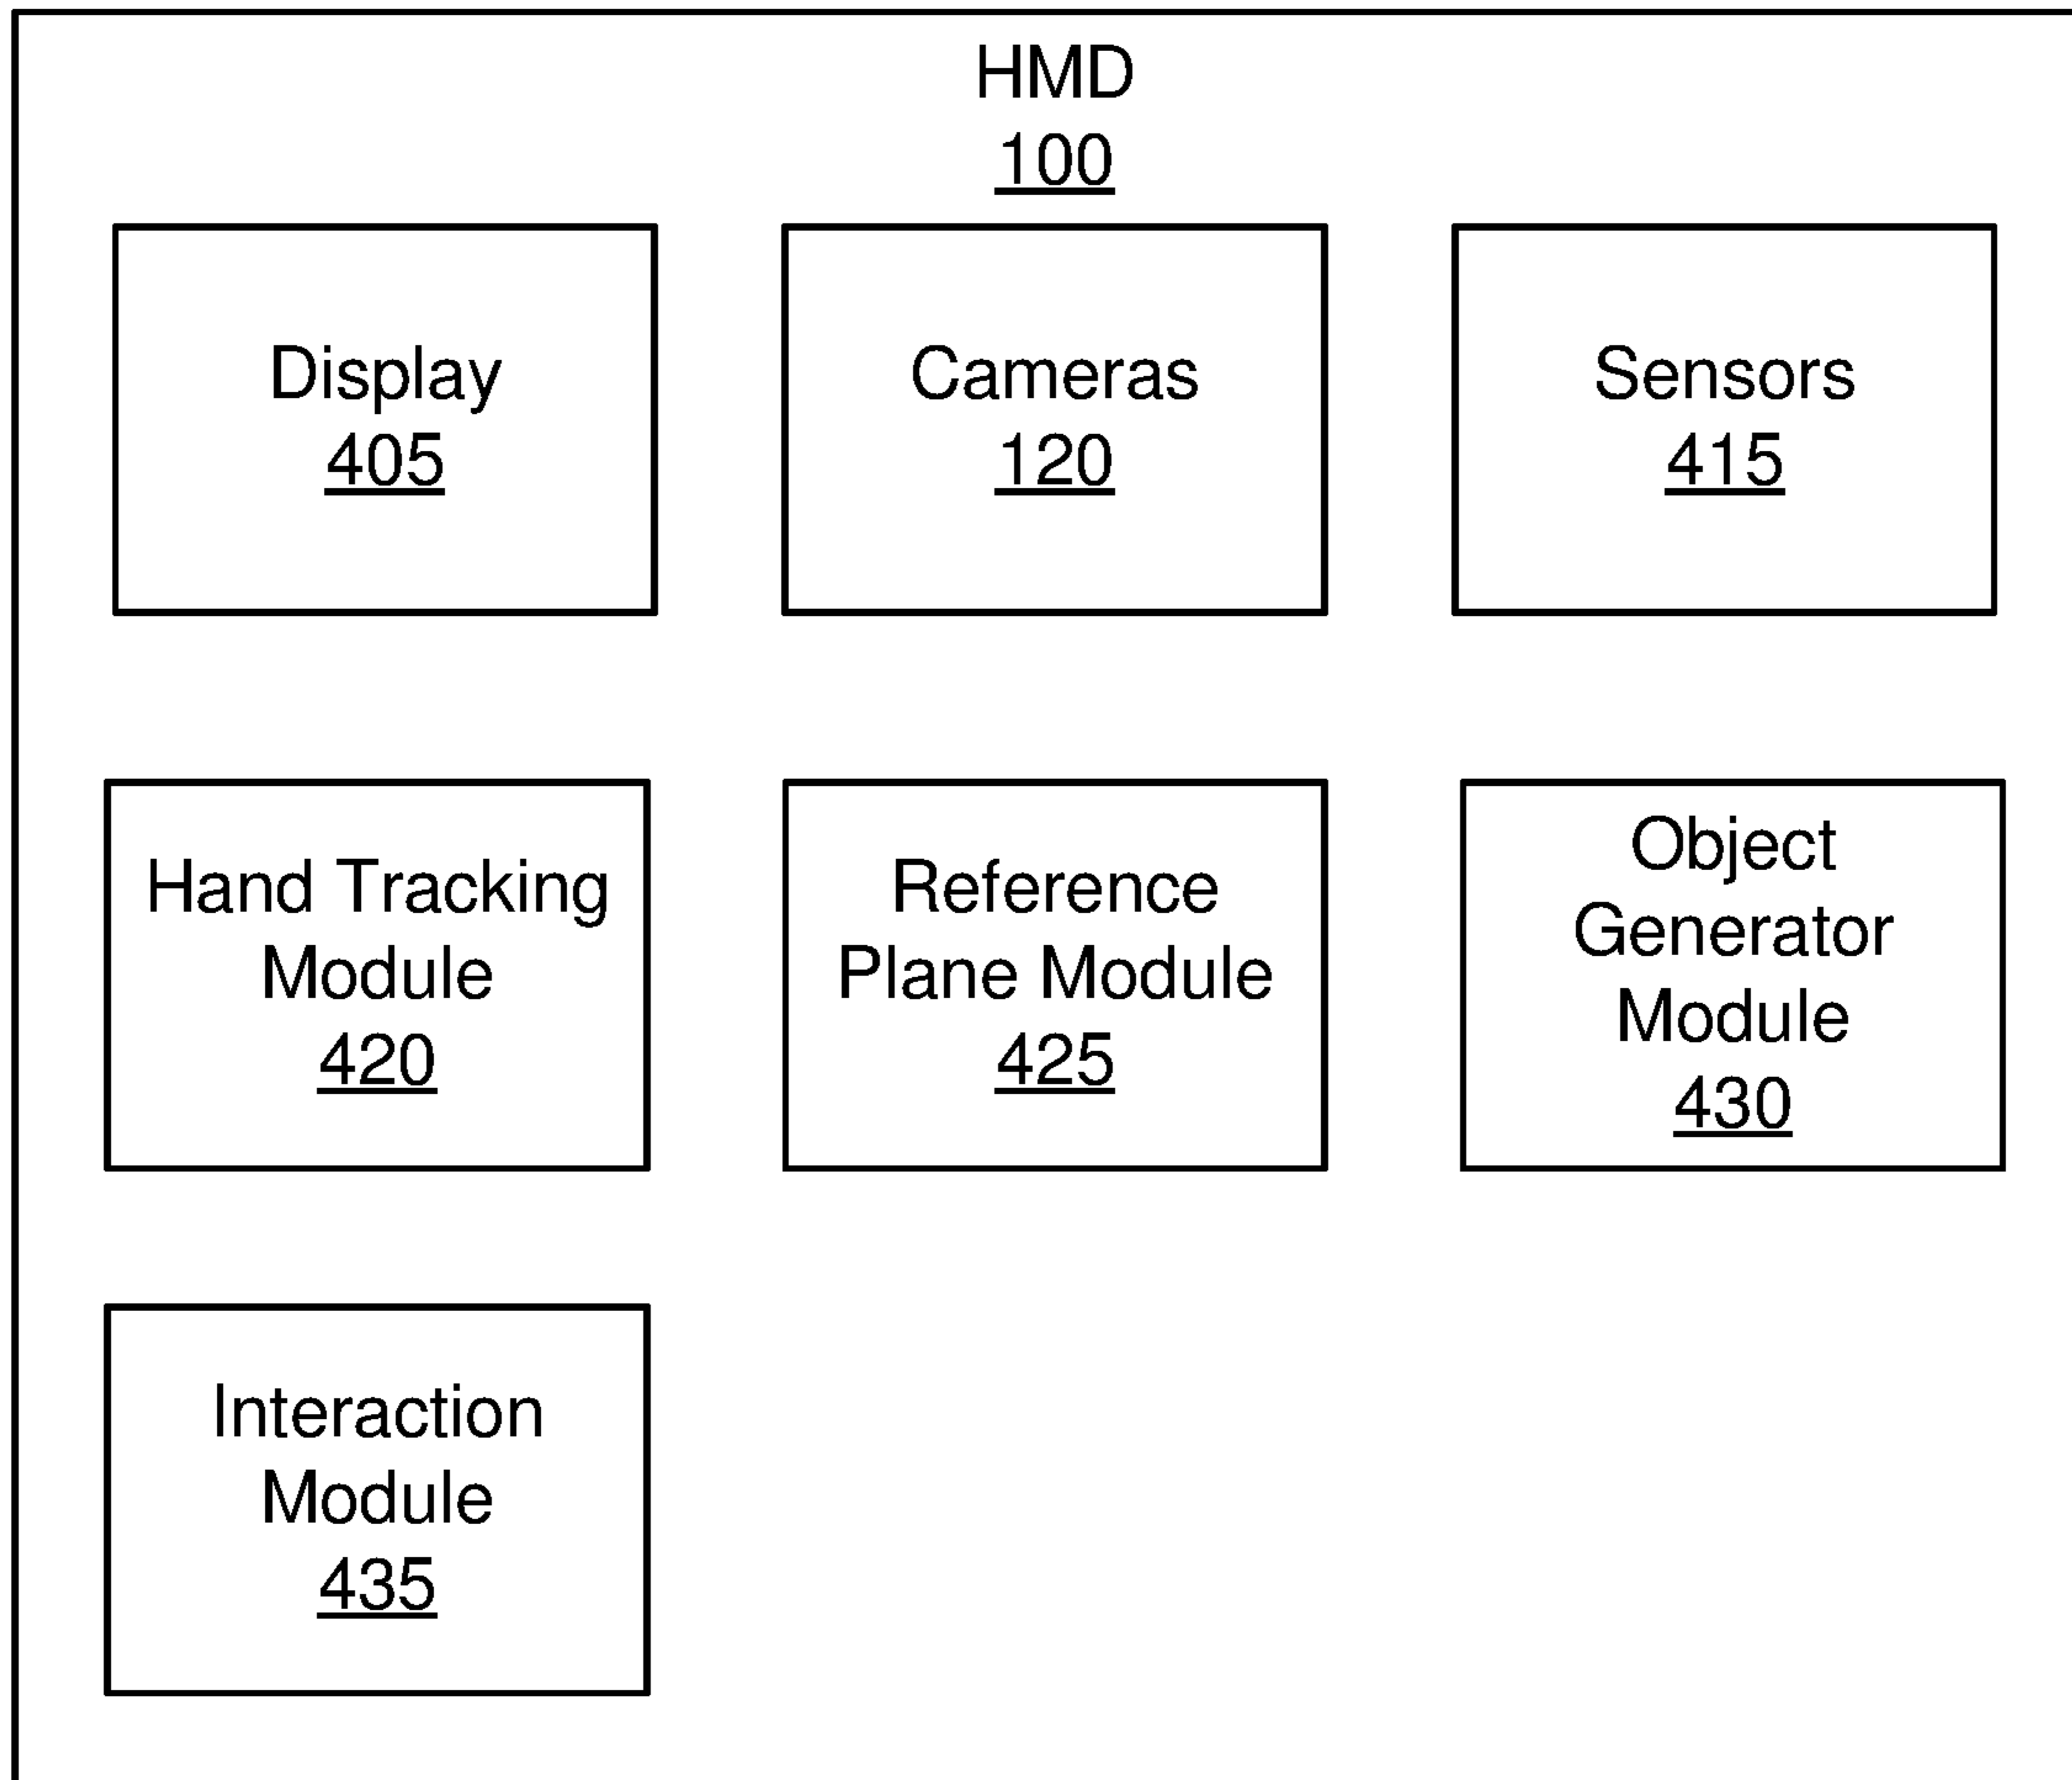 HMD
100
Display
405
Cameras
120
Sensors
415
Hand Tracking
Module
420
Reference
Plane Module
425
Object
Generator
Module
430
Interaction
Module
435